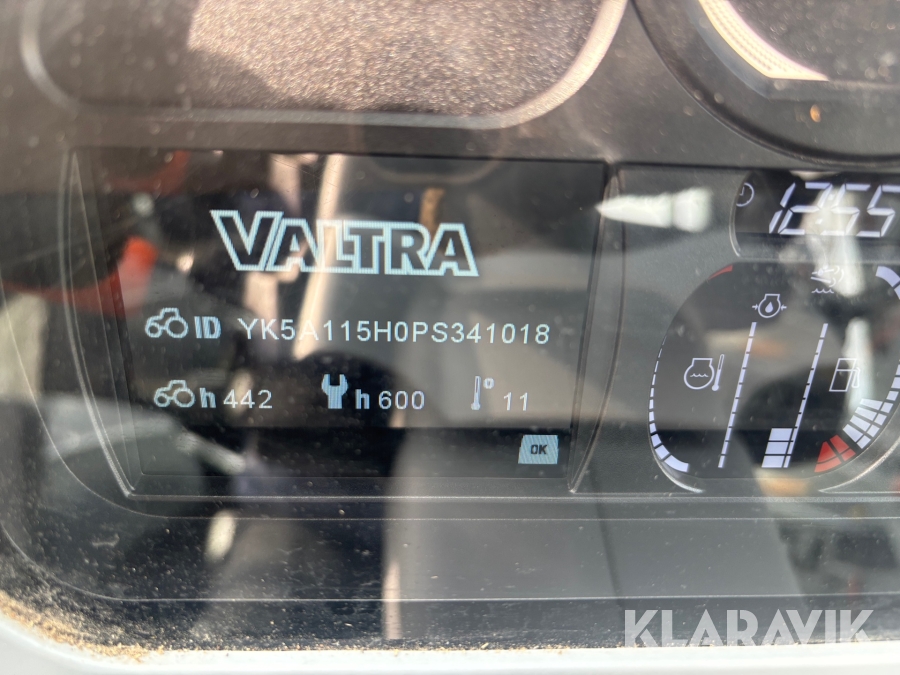 VALTRA
12:55
ID YK5A115H0PS341018
h 442 h 600 11
OK
KLARAVIK